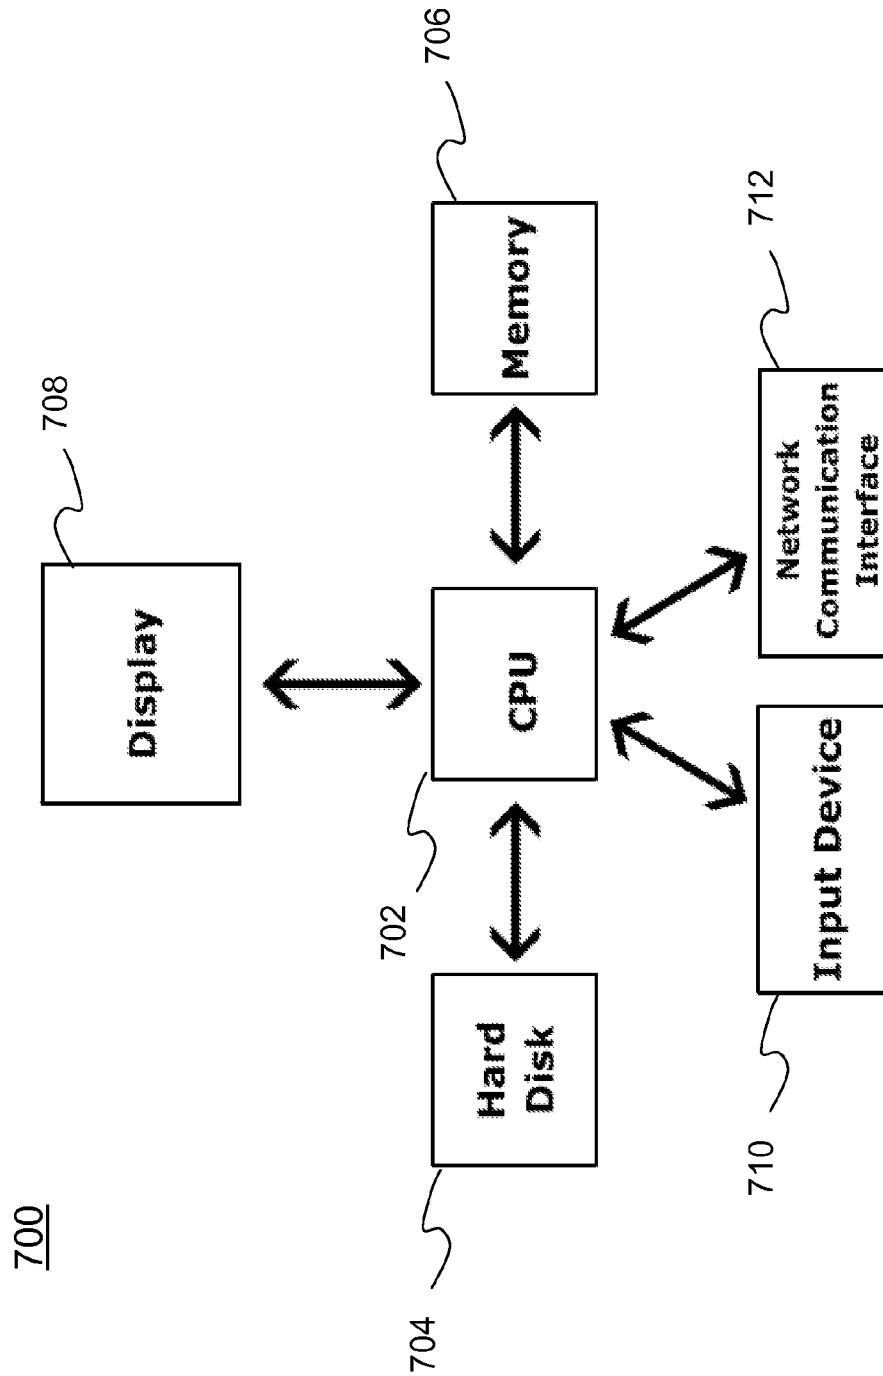 700
708
Display
702
CPU
704
Hard
Disk
706
Memory
710
Input Device
712
Network
Communication
Interface